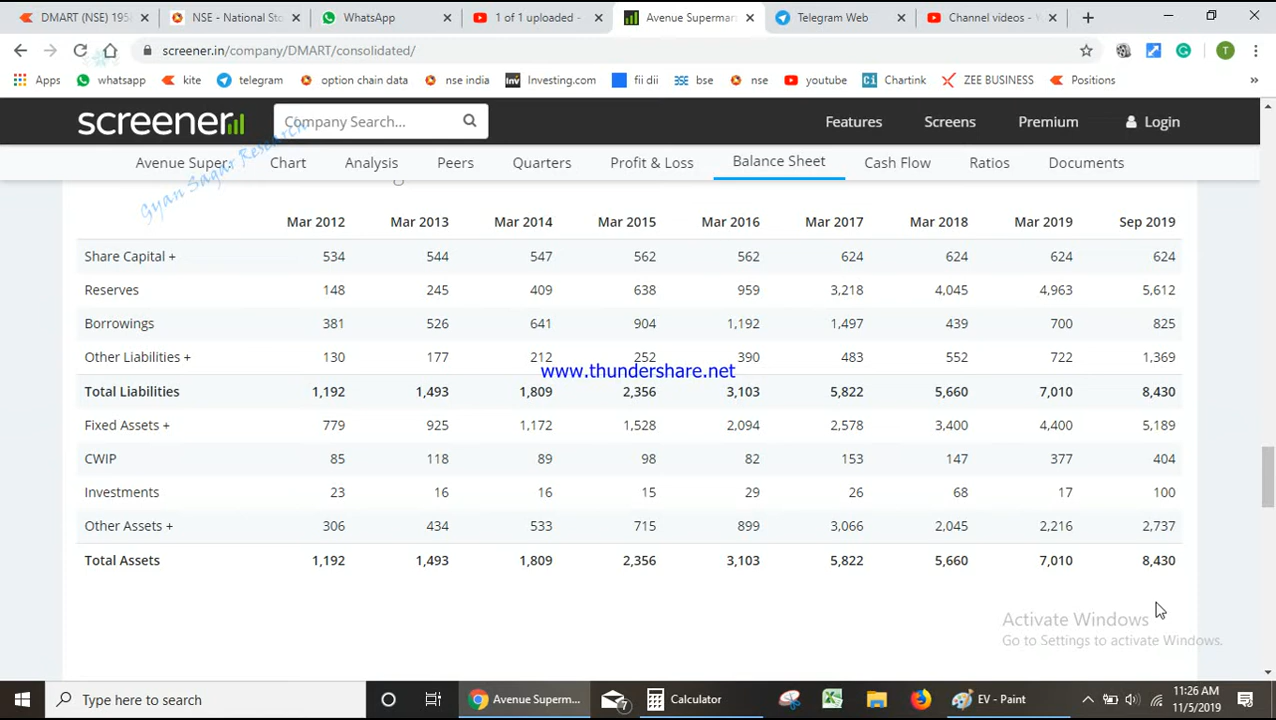 DMART (NSE) 195
NSE - National Sto
WhatsApp
1 of 1 uploaded -
Avenue Supermar
Telegram Web
Channel videos - Y
screener.in/company/DMART/consolidated/
T
Apps whatsapp kite telegram option chain data nse india Inv Investing.com fii dii BSE bse nse youtube Ci Chartink ZEE BUSINESS Positions »
screener
Company Search...
Features Screens Premium Login
Avenue Super. Chart Analysis Peers Quarters Profit & Loss Balance Sheet Cash Flow Ratios Documents
Gyan Sagar Research
Mar 2012 Mar 2013 Mar 2014 Mar 2015 Mar 2016 Mar 2017 Mar 2018 Mar 2019 Sep 2019
Share Capital + 534 544 547 562 562 624 624 624 624
Reserves 148 245 409 638 959 3,218 4,045 4,963 5,612
Borrowings 381 526 641 904 1,192 1,497 439 700 825
Other Liabilities + 130 177 212 252 390 483 552 722 1,369
www.thundershare.net
Total Liabilities 1,192 1,493 1,809 2,356 3,103 5,822 5,660 7,010 8,430
Fixed Assets + 779 925 1,172 1,528 2,094 2,578 3,400 4,400 5,189
CWIP 85 118 89 98 82 153 147 377 404
Investments 23 16 16 15 29 26 68 17 100
Other Assets + 306 434 533 715 899 3,066 2,045 2,216 2,737
Total Assets 1,192 1,493 1,809 2,356 3,103 5,822 5,660 7,010 8,430
Activate Windows
Go to Settings to activate Windows.
Type here to search
Avenue Superm...
7
Calculator
EV - Paint
11:26 AM
11/5/2019